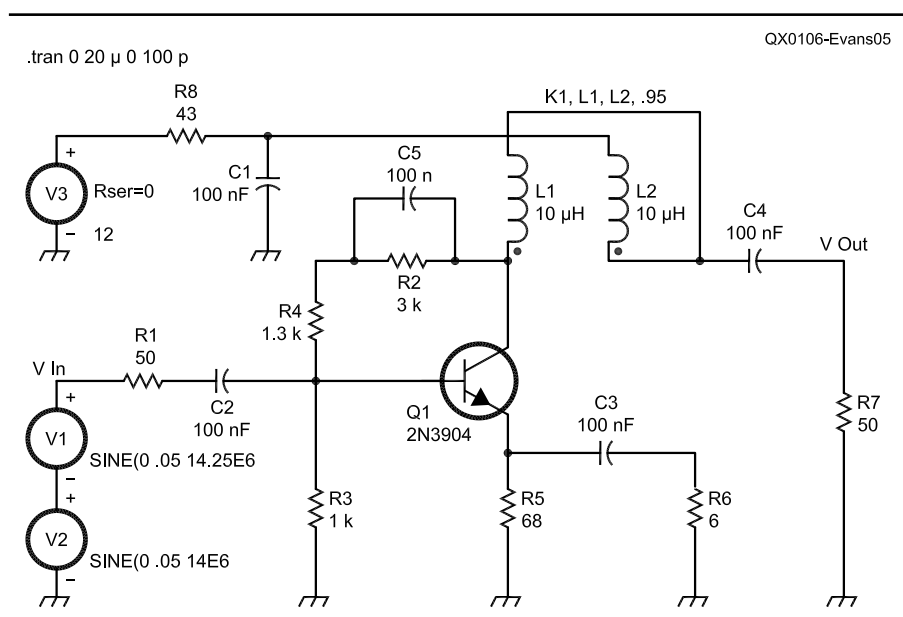 QX0106-Evans05
.tran 0 20 µ 0 100 p
R8
43
K1, L1, L2, .95
+
V3
Rser=0
–
12
C1
100 nF
C5
100 n
L1
10 µH
L2
10 µH
C4
100 nF
V Out
R2
3 k
R4
1.3 k
R1
50
V In
C2
100 nF
Q1
2N3904
C3
100 nF
R7
50
+
V1
–
SINE(0 .05 14.25E6
+
V2
–
SINE(0 .05 14E6
R3
1 k
R5
68
R6
6